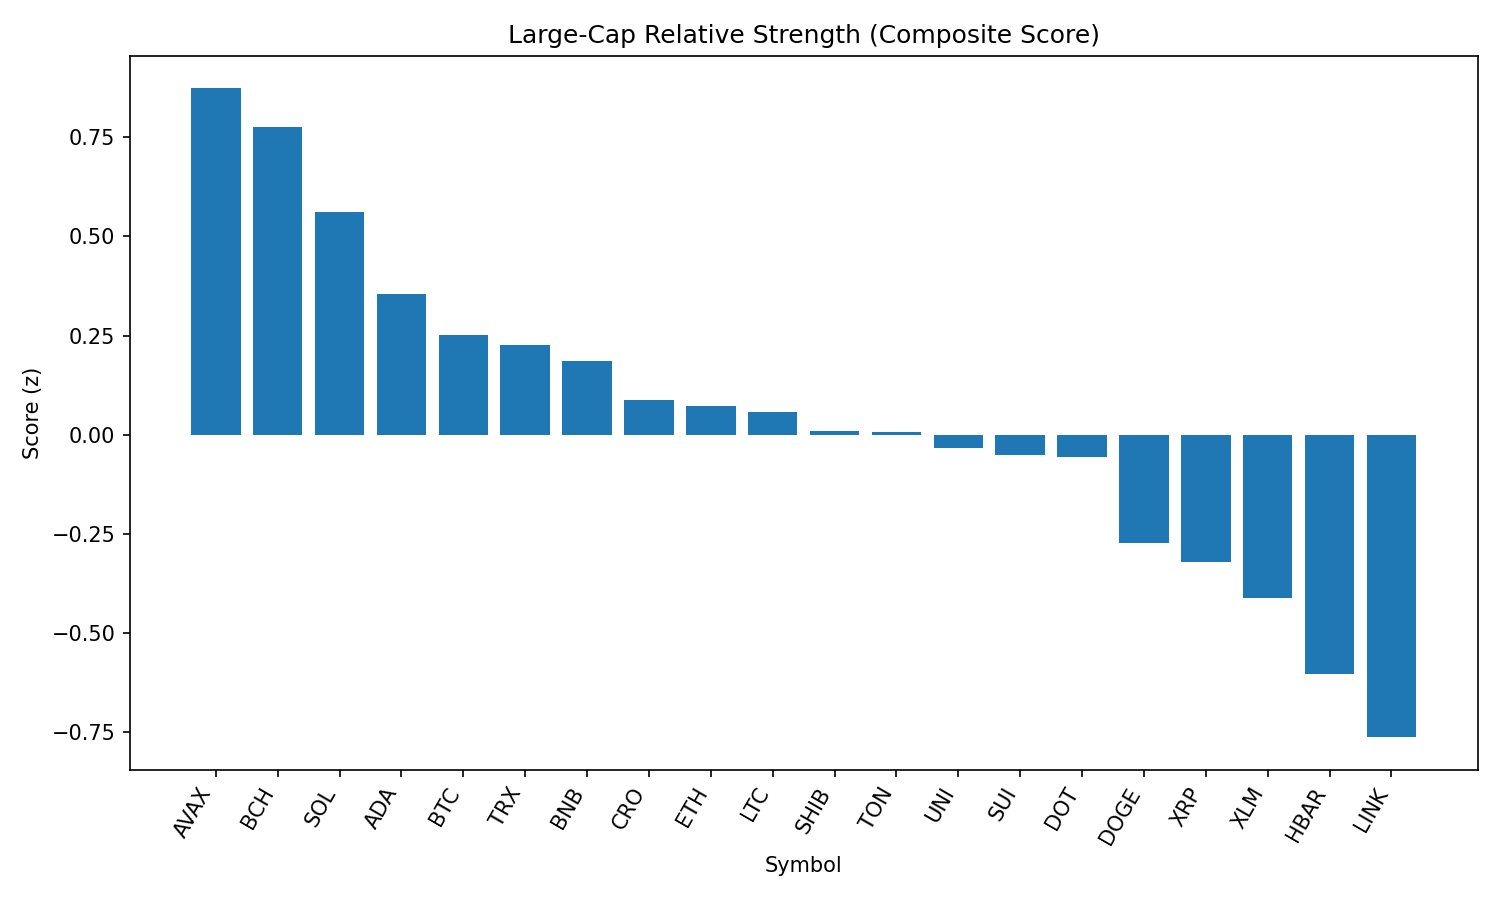 Large-Cap Relative Strength (Composite Score)
Score (z)
0.75
0.50
0.25
0.00
−0.25
−0.50
−0.75
AVAX
BCH
SOL
ADA
BTC
TRX
BNB
CRO
ETH
LTC
SHIB
TON
UNI
SUI
DOT
DOGE
XRP
XLM
HBAR
LINK
Symbol